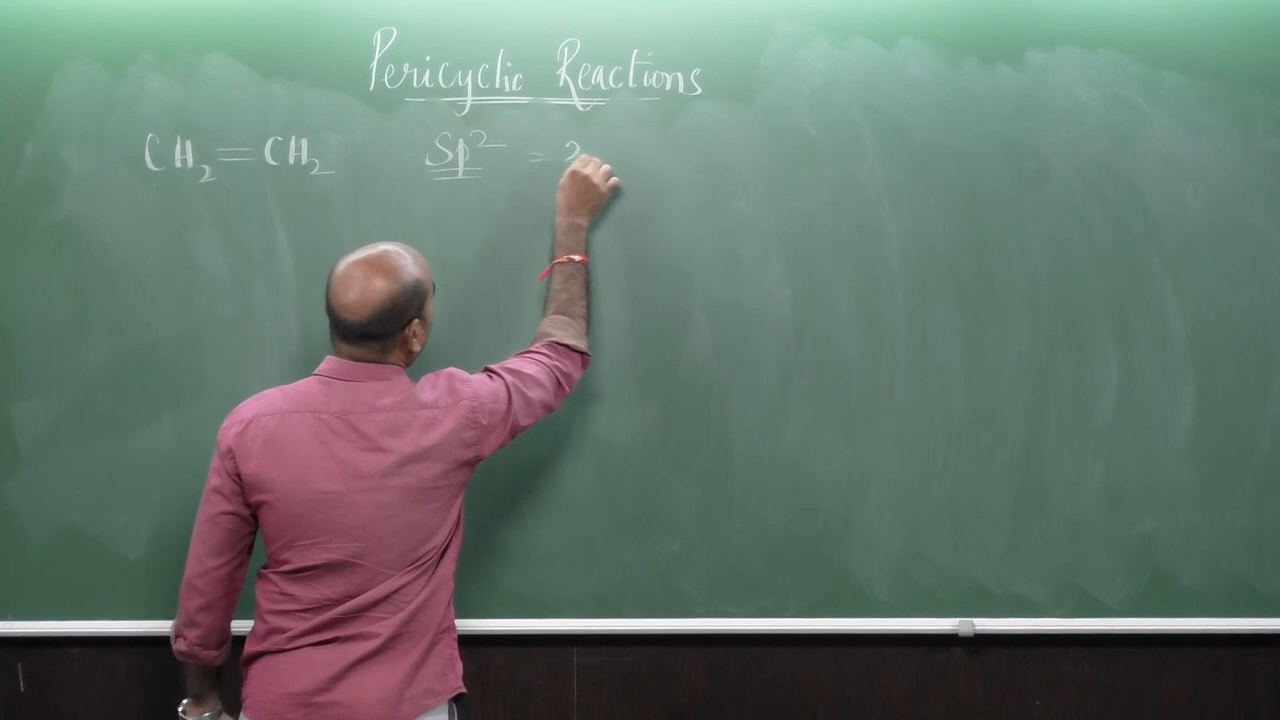 Pericyclic Reactions
CH₂=CH₂ Sp² = 2